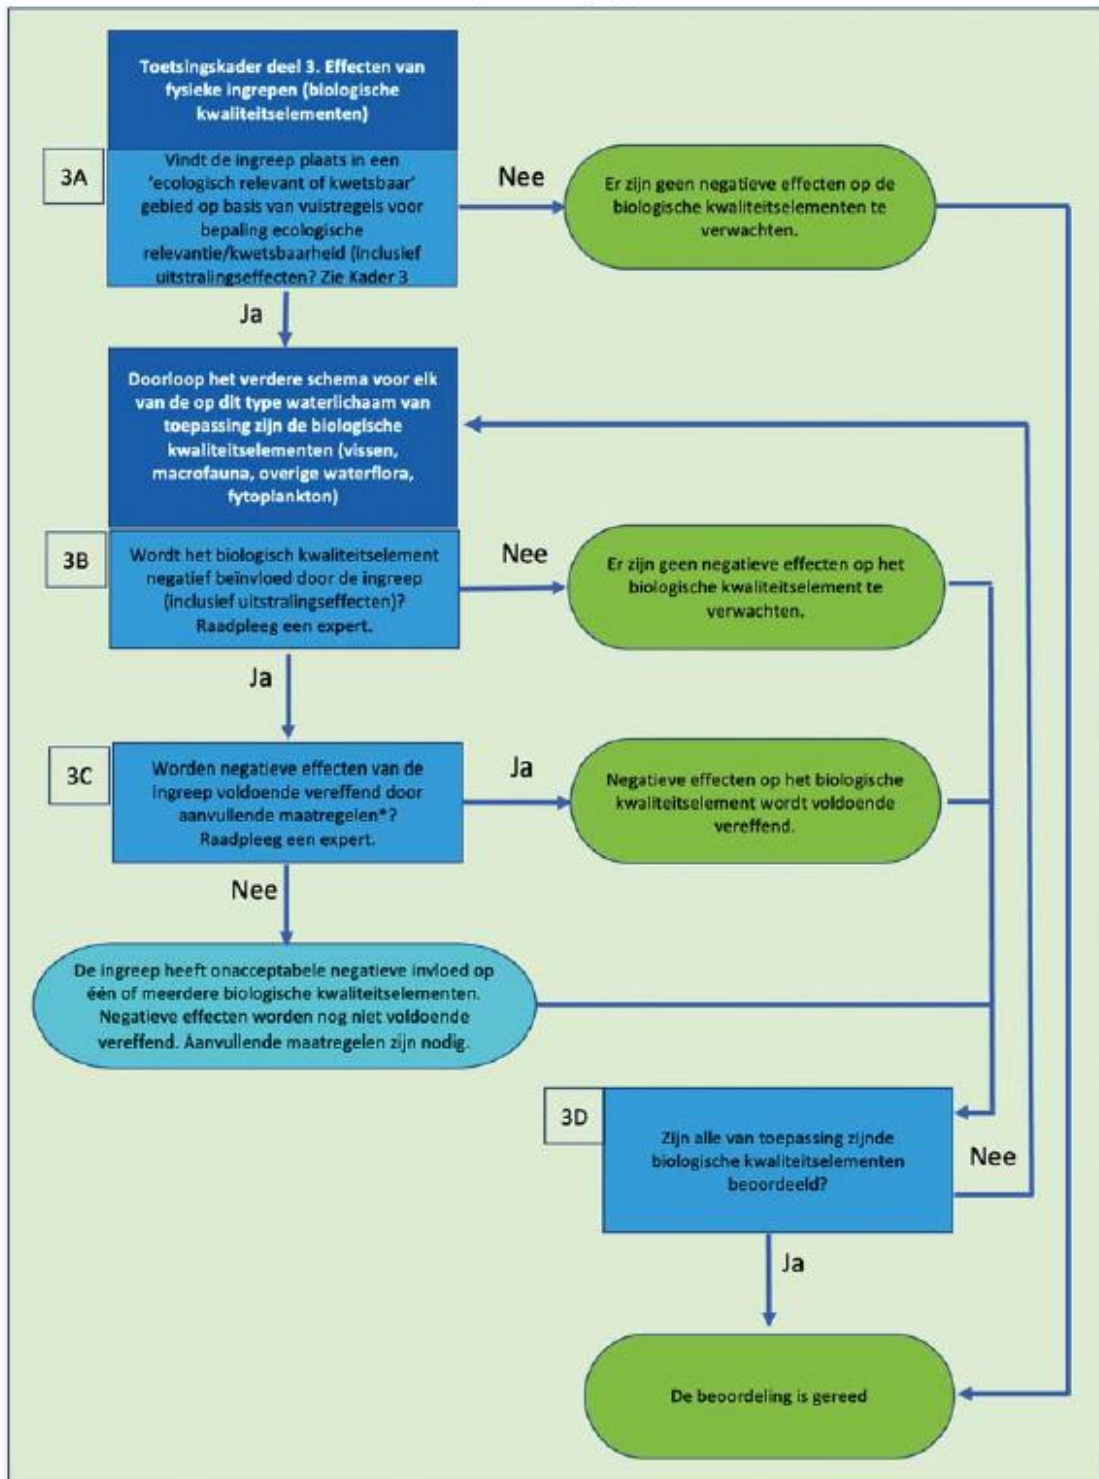 Toetsingskader deel 3. Effecten van
fysieke ingrepen (biologische
kwaliteitselementen)
3A
Vindt de ingreep plaats in een
'ecologisch relevant of kwetsbaar'
gebied op basis van vuistregels voor
bepaling ecologische
relevantie/kwetsbaarheid (inclusief
uitstralingseffecten? Zie Kader 3
Nee
Er zijn geen negatieve effecten op de
biologische kwaliteitselementen te
verwachten.
Ja
Doorloop het verdere schema voor elk
van de op dit type waterlichaam van
toepassing zijn de biologische
kwaliteitselementen (vissen,
macrofauna, overige waterflora,
fytoplankton)
3B
Wordt het biologisch kwaliteitselement
negatief beïnvloed door de ingreep
(inclusief uitstralingseffecten)?
Raadpleeg een expert.
Nee
Er zijn geen negatieve effecten op het
biologische kwaliteitselement te
verwachten.
Ja
3C
Worden negatieve effecten van de
ingreep voldoende vereffend door
aanvullende maatregelen*?
Raadpleeg een expert.
Ja
Negatieve effecten op het biologische
kwaliteitselement wordt voldoende
vereffend.
Nee
De ingreep heeft onacceptabele negatieve invloed op
één of meerdere biologische kwaliteitselementen.
Negatieve effecten worden nog niet voldoende
vereffend. Aanvullende maatregelen zijn nodig.
3D
Zijn alle van toepassing zijnde
biologische kwaliteitselementen
beoordeeld?
Nee
Ja
De beoordeling is gereed